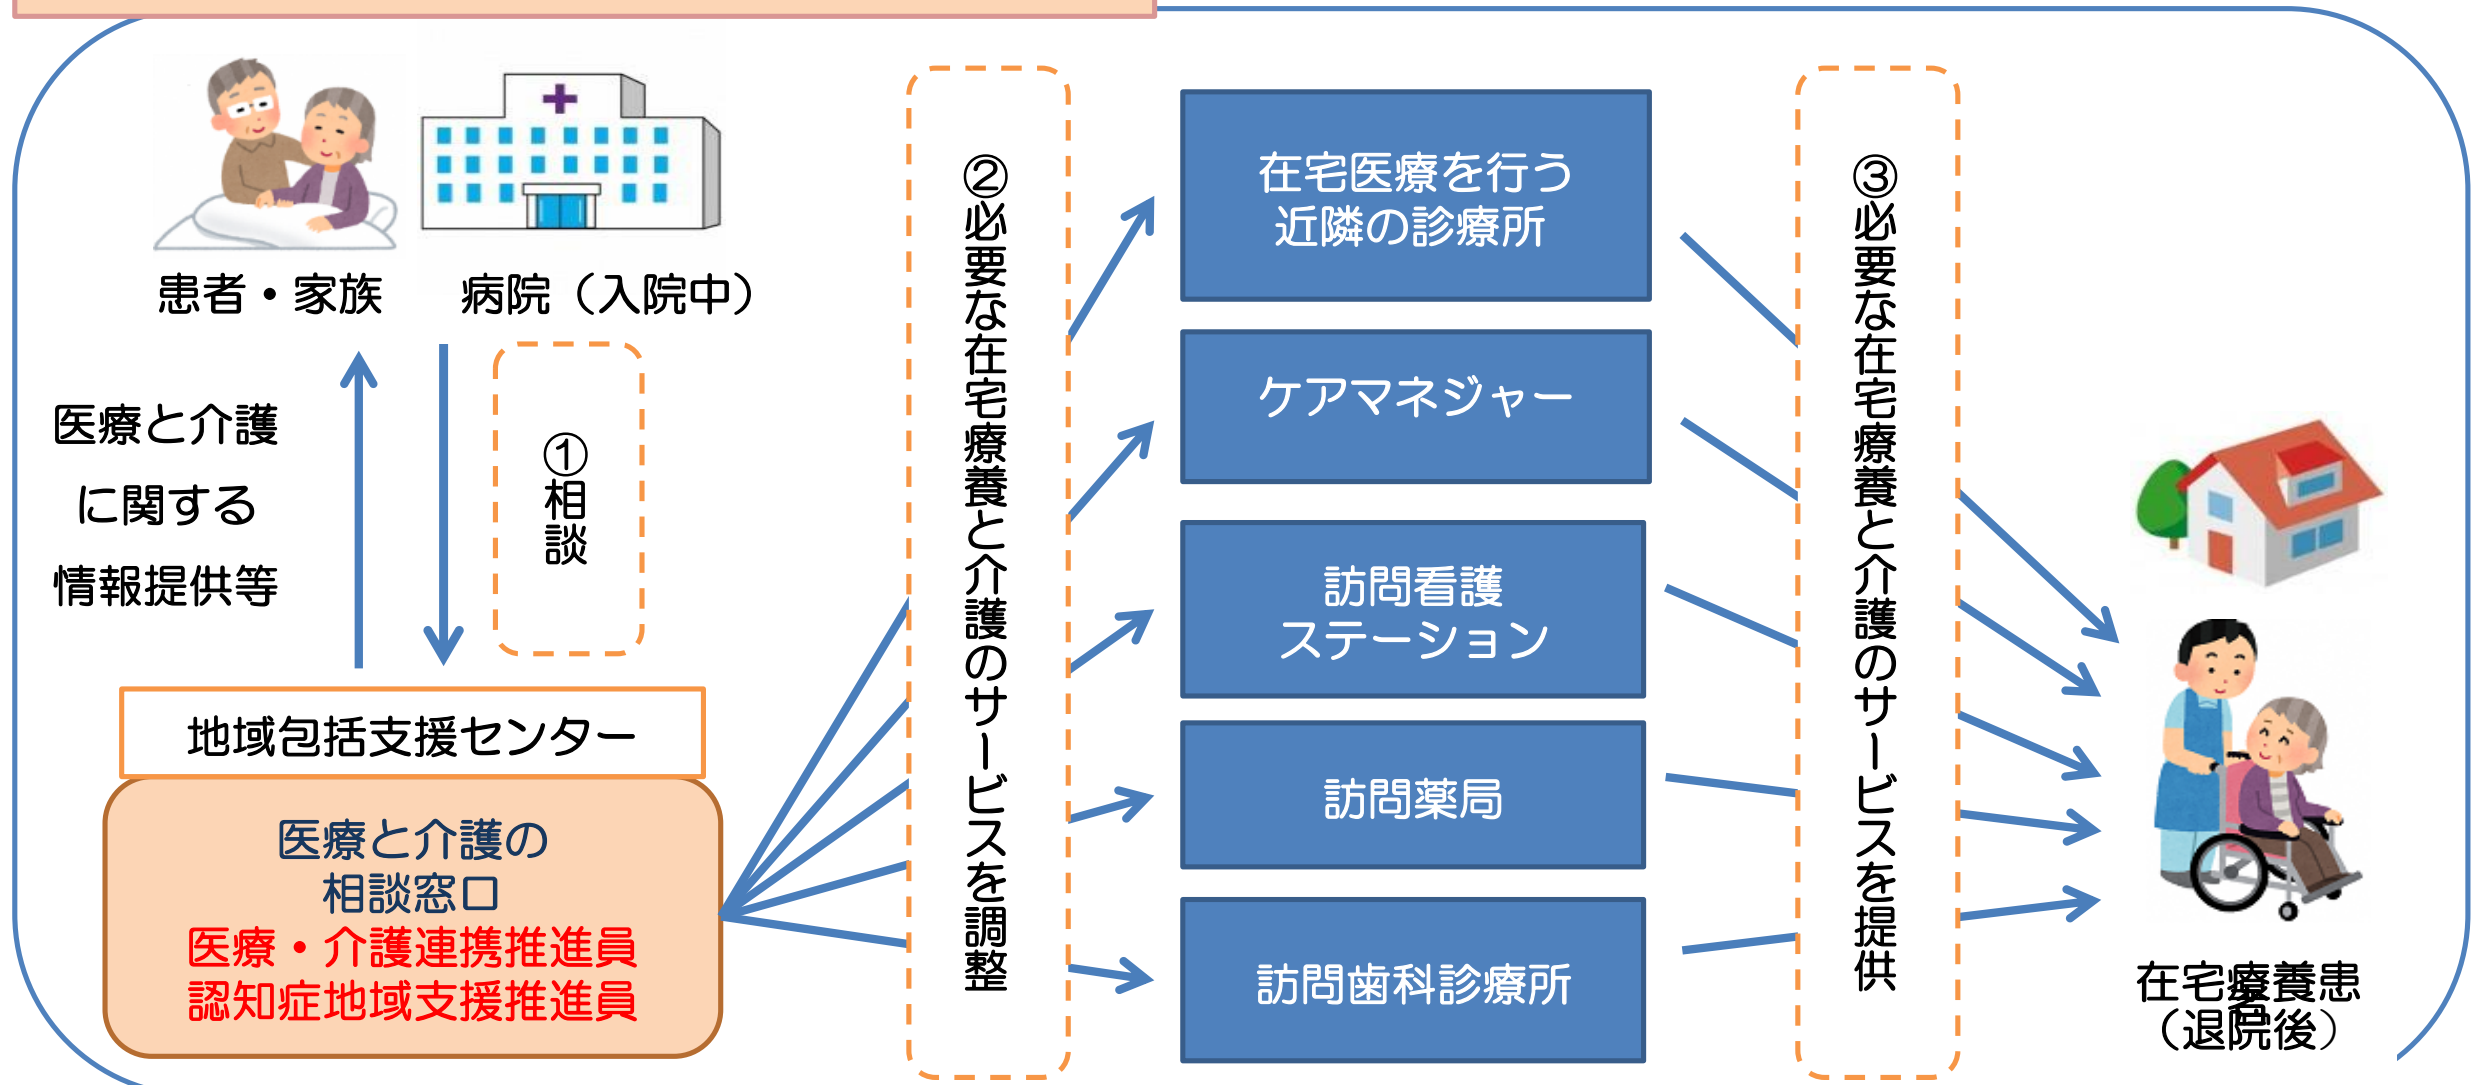 患者・家族
病院（入院中）
医療と介護
に関する
情報提供等
①相談
地域包括支援センター
医療と介護の
相談窓口
医療・介護連携推進員
認知症地域支援推進員
②必要な在宅療養と介護のサービスを調整
在宅医療を行う
近隣の診療所
ケアマネジャー
訪問看護
ステーション
訪問薬局
訪問歯科診療所
③必要な在宅療養と介護のサービスを提供
在宅療養患
者
（退院後）